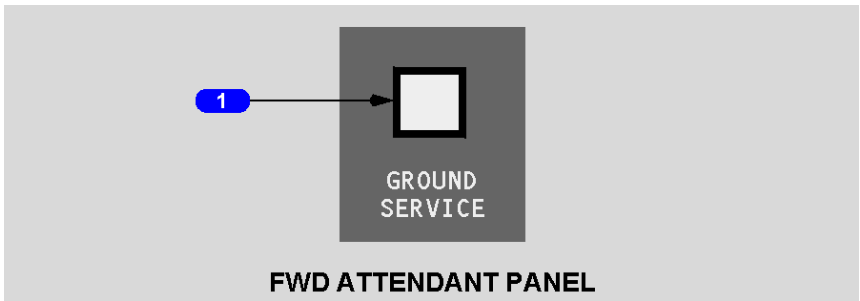 1
GROUND
SERVICE
FWD ATTENDANT PANEL